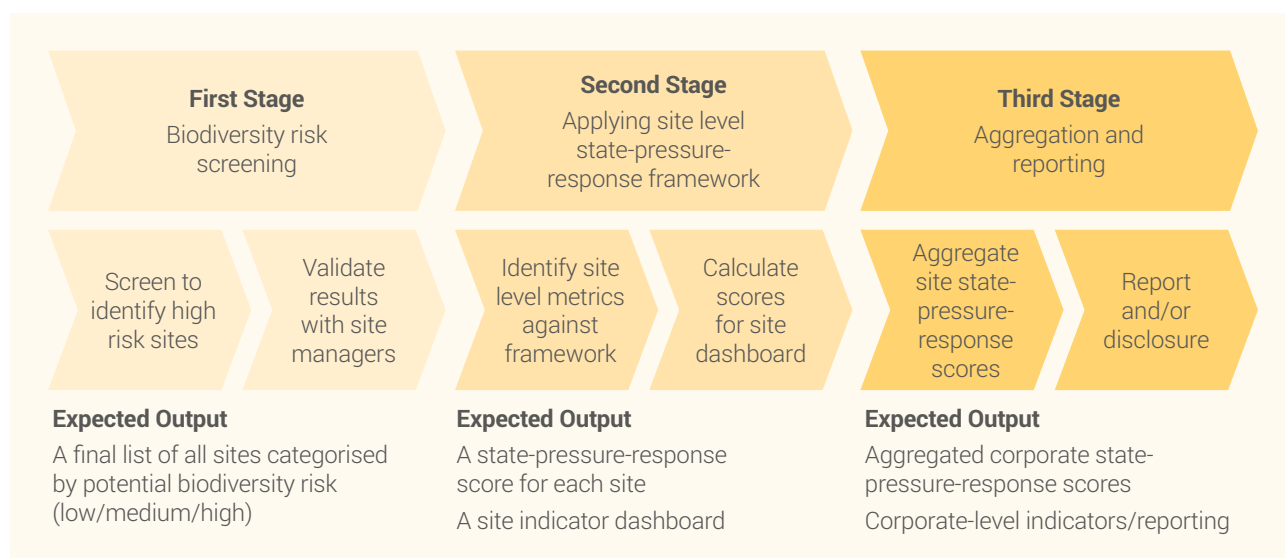 First Stage
Biodiversity risk
screening
Second Stage
Applying site level
state-pressure-
response framework
Third Stage
Aggregation and
reporting
Screen to
identify high
risk sites
Validate
results
with site
managers
Identify site
level metrics
against
framework
Calculate
scores
for site
dashboard
Aggregate
site state-
pressure-
response
scores
Report
and/or
disclosure
Expected Output
A final list of all sites categorised
by potential biodiversity risk
(low/medium/high)
Expected Output
A state-pressure-response
score for each site
A site indicator dashboard
Expected Output
Aggregated corporate state-
pressure-response scores
Corporate-level indicators/reporting